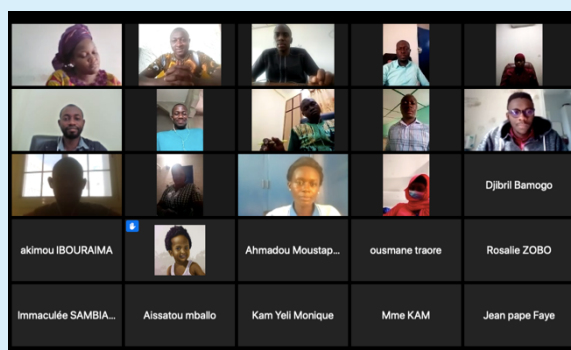 Djibril Bamogo
akimou IBOURAIMA
Ahmadou Moustap...
ousmane traore
Rosalie ZOBO
Immaculée SAMBIA...
Aissatou mballo
Kam Yeli Monique
Mme KAM
Jean pape Faye